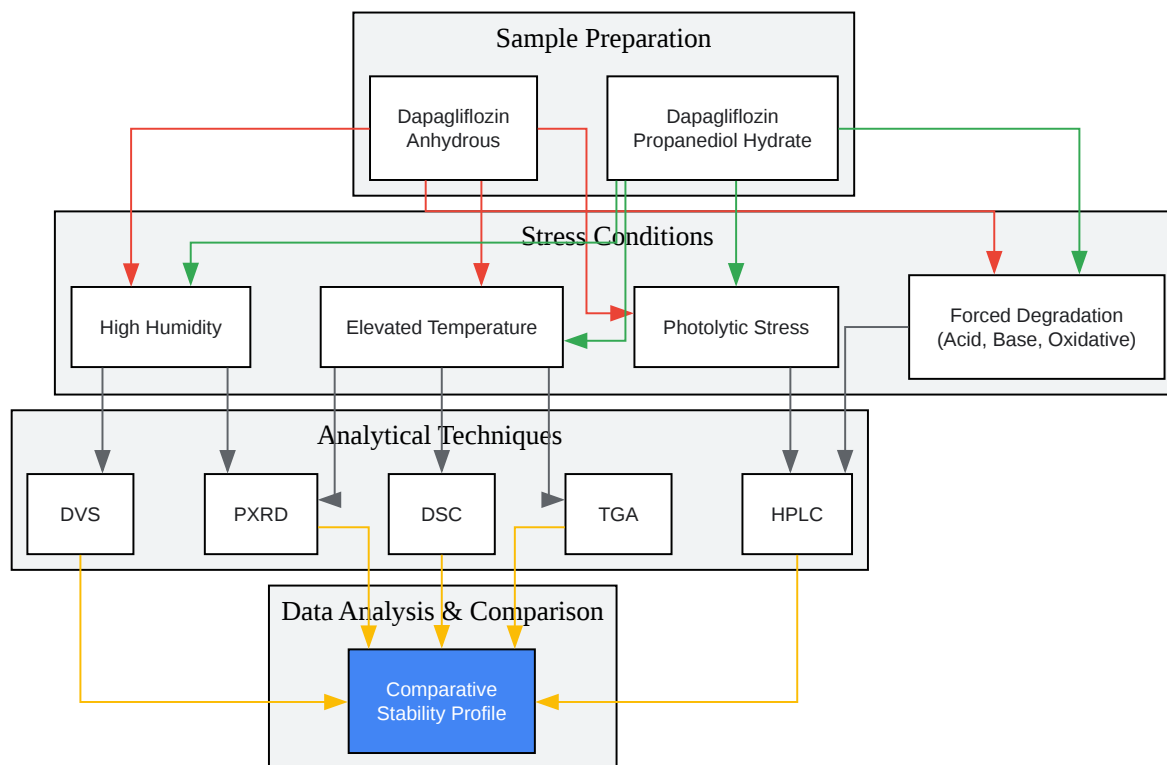 Sample Preparation
Dapagliflozin
Anhydrous
Dapagliflozin
Propanediol Hydrate
Stress Conditions
High Humidity
Elevated Temperature
Photolytic Stress
Forced Degradation
(Acid, Base, Oxidative)
Analytical Techniques
DVS
PXRD
DSC
TGA
HPLC
Data Analysis & Comparison
Comparative
Stability Profile